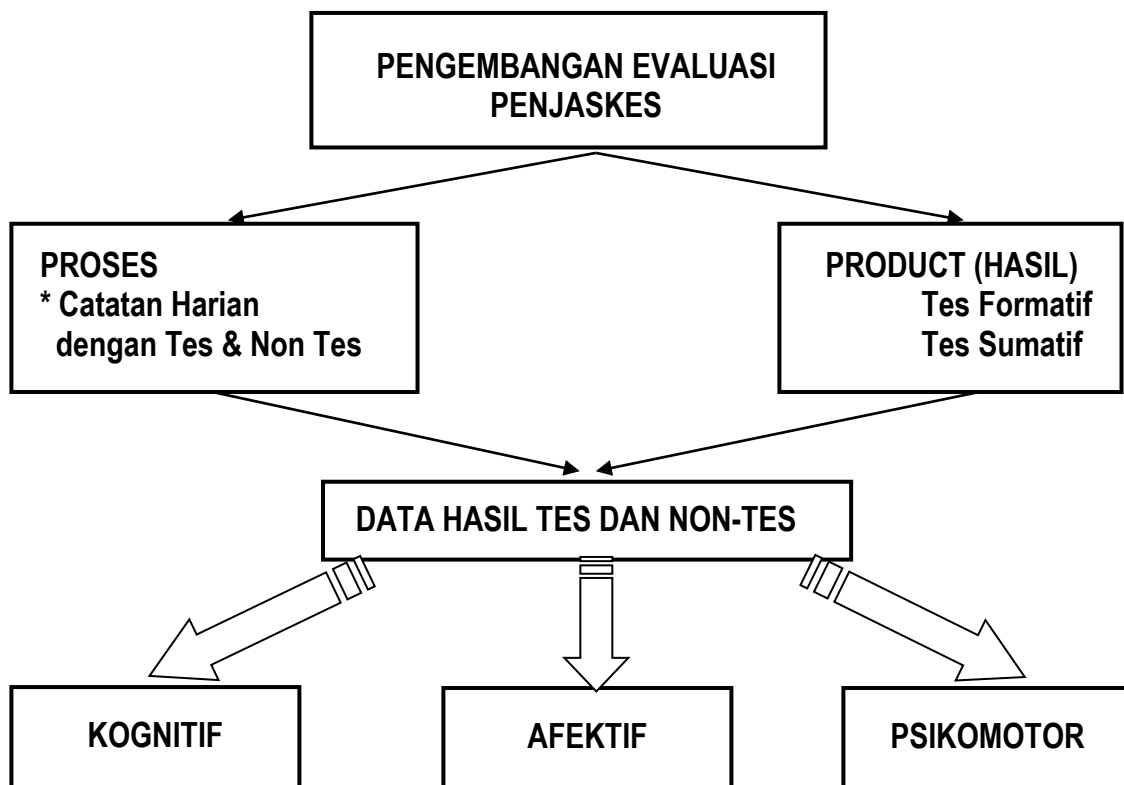 PENGEMBANGAN EVALUASI
PENJASKES
PROSES
* Catatan Harian
dengan Tes & Non Tes
PRODUCT (HASIL)
Tes Formatif
Tes Sumatif
DATA HASIL TES DAN NON-TES
KOGNITIF
AFEKTIF
PSIKOMOTOR